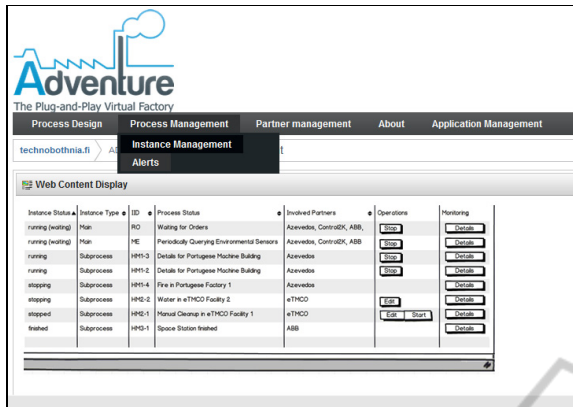 Adventure
The Plug-and-Play Virtual Factory
Process Design Process Management Partner management About Application Management
technobothnia.fi
Instance Management
Alerts
Web Content Display
Instance Status Instance Type IID Process Status Involved Partners Operations Monitoring
running (waiting) Main RO Waiting for Orders Azevedos, Control2K, ABB, Stop Details
running (waiting) Main ME Periodically Querying Environmental Sensors Azevedos, Control2K, ABB Stop Details
running Subprocess HM1-3 Details for Portugese Machine Building Azevedos Stop Details
running Subprocess HM1-2 Details for Portugese Machine Building Azevedos Stop Details
stopping Subprocess HM1-4 Fire in Portugese Factory 1 Azevedos Details
stopping Subprocess HM2-2 Water in eTMCO Facility 2 eTMCO Edit Details
stopped Subprocess HM2-1 Manual Cleanup in eTMCO Facility 1 eTMCO Edit Start Details
finished Subprocess HM3-1 Space Station finished ABB Details